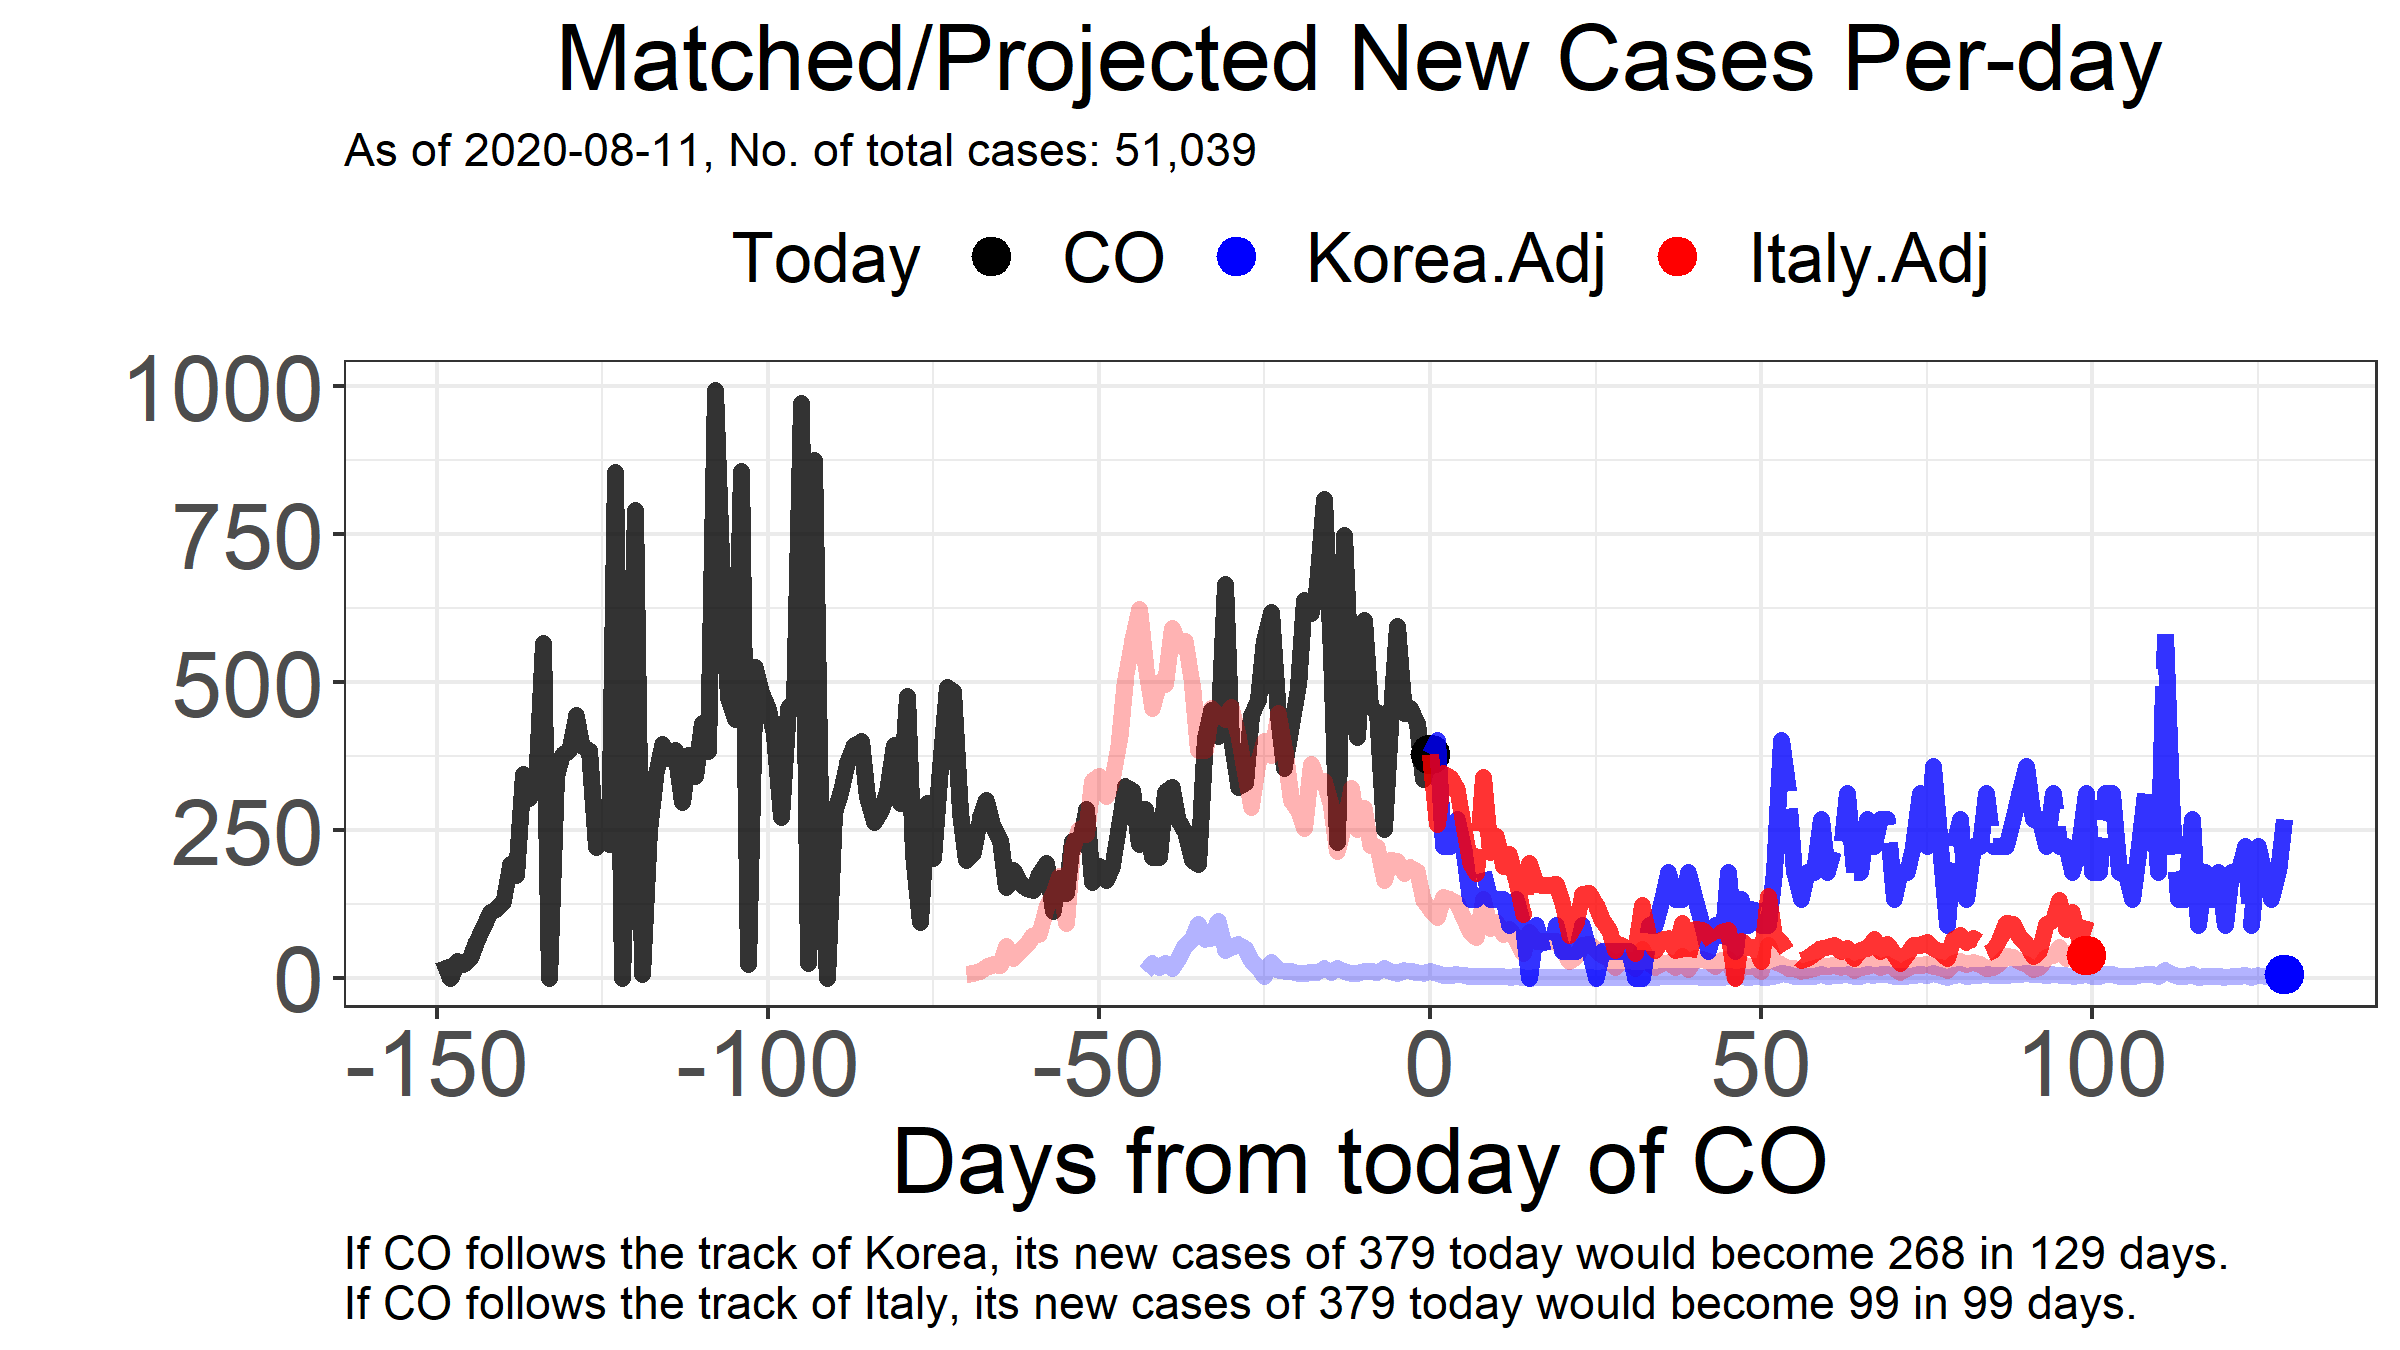 Matched/Projected New Cases Per-day
As of 2020-08-11, No. of total cases: 51,039
Today CO Korea.Adj Italy.Adj
1000
750
500
250
0
-150 -100 -50 0 50 100
Days from today of CO
If CO follows the track of Korea, its new cases of 379 today would become 268 in 129 days.
If CO follows the track of Italy, its new cases of 379 today would become 99 in 99 days.